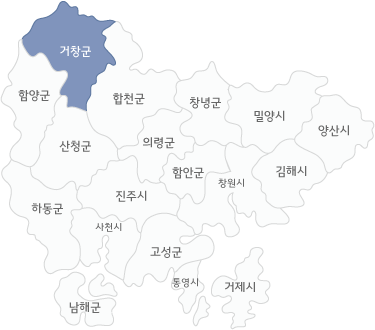 거창군
함양군
합천군
창녕군
밀양시
양산시
산청군
의령군
함안군
창원시
김해시
하동군
진주시
사천시
고성군
통영시
거제시
남해군